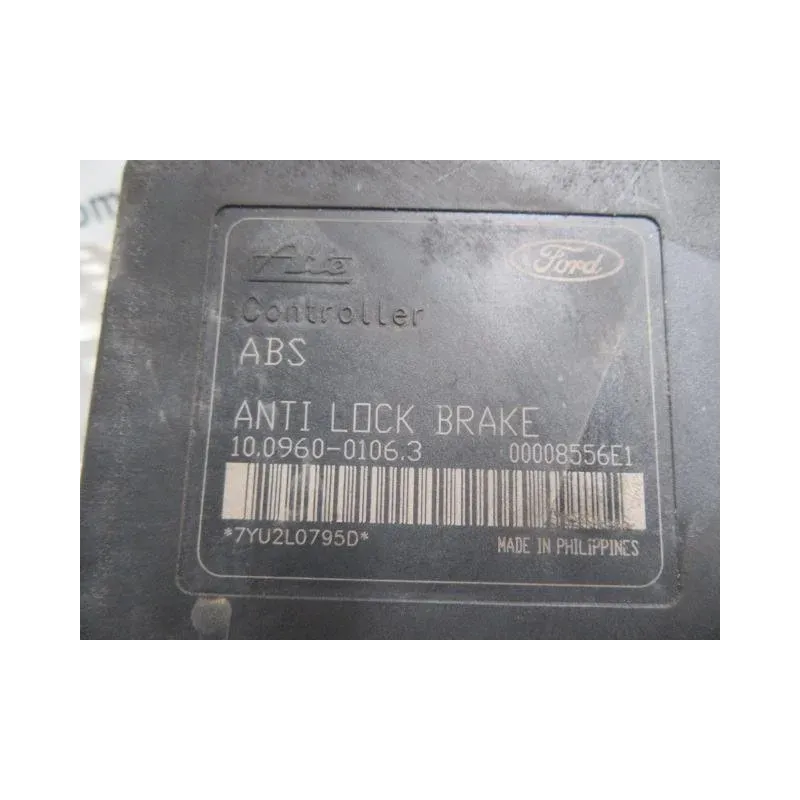 Ate
Ford
Controller
ABS
ANTI LOCK BRAKE
10.0960-0106.3 00008556E1
*7YU2L0795D*
MADE IN PHILIPPINES